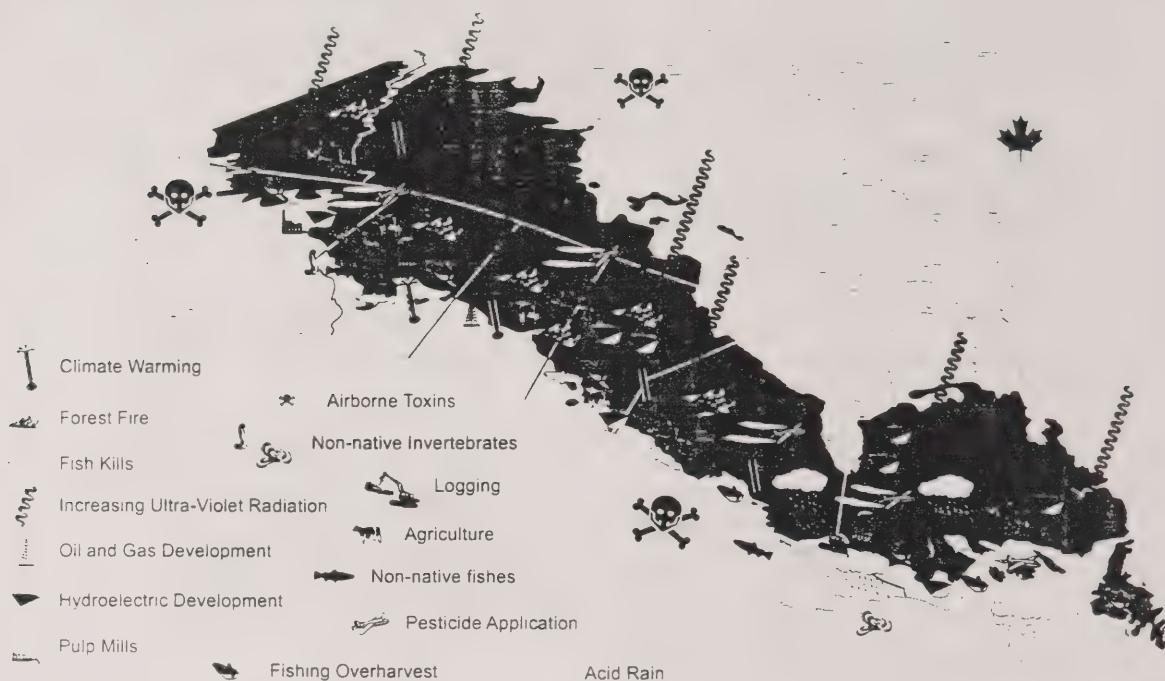 Climate Warming
Airborne Toxins
Forest Fire
Non-native Invertebrates
Fish Kills
Logging
Increasing Ultra-Violet Radiation
Agriculture
Oil and Gas Development
Non-native fishes
Hydroelectric Development
Pesticide Application
Pulp Mills
Fishing Overharvest
Acid Rain